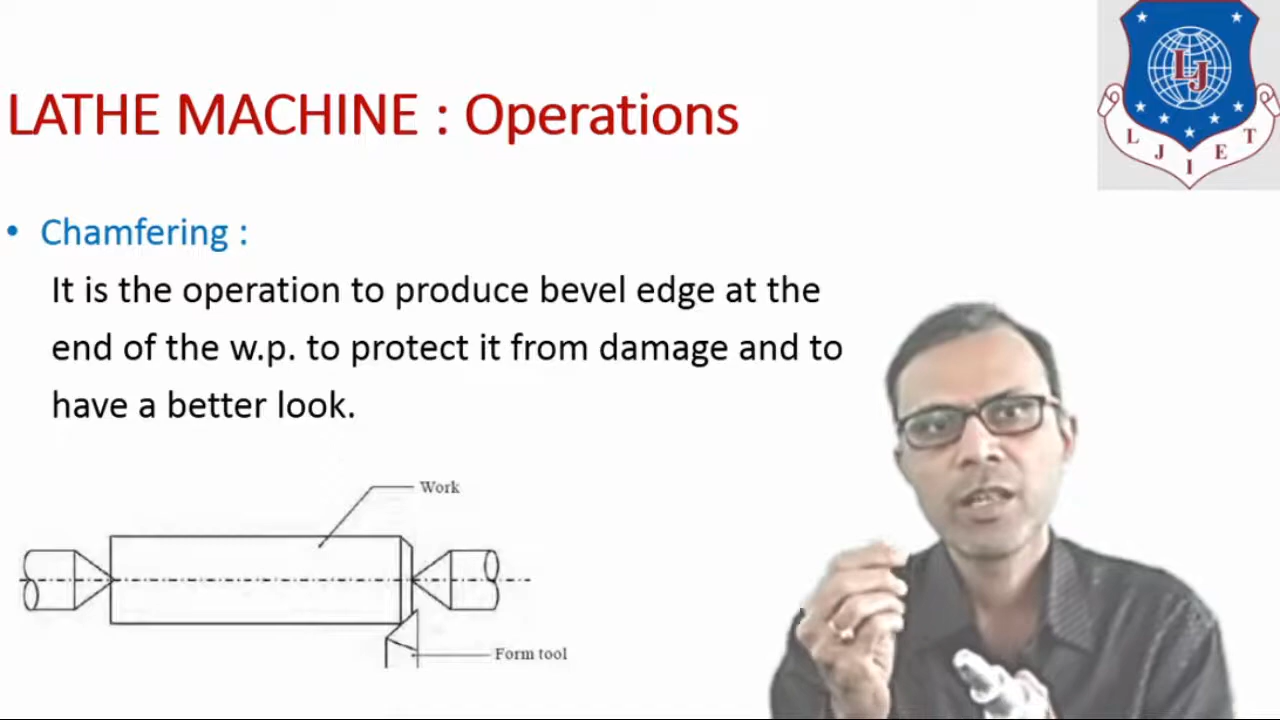 LATHE MACHINE : Operations
• Chamfering :
It is the operation to produce bevel edge at the
end of the w.p. to protect it from damage and to
have a better look.
Work
Form tool
LJ
L J I E T